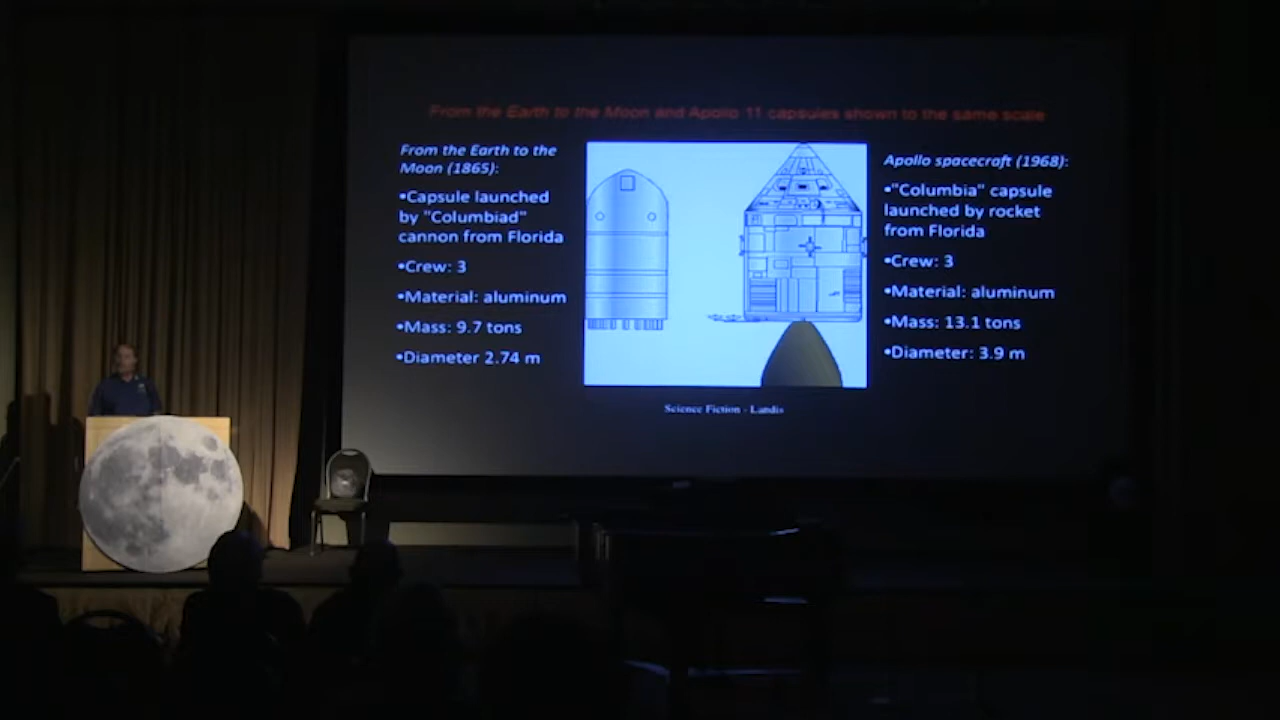 From the Earth to the Moon and Apollo 11 capsules shown to the same scale
From the Earth to the
Moon (1865):
•Capsule launched
by "Columbiad"
cannon from Florida
•Crew: 3
•Material: aluminum
•Mass: 9.7 tons
•Diameter 2.74 m
Apollo spacecraft (1968):
•"Columbia" capsule
launched by rocket
from Florida
•Crew: 3
•Material: aluminum
•Mass: 13.1 tons
•Diameter: 3.9 m
Science Fiction - Landis